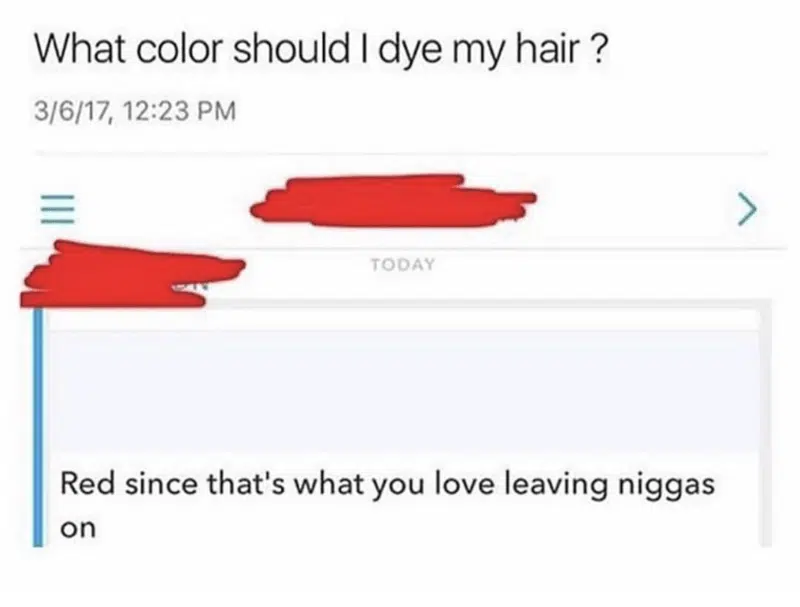 What color should I dye my hair ?
3/6/17, 12:23 PM
TODAY
Red since that's what you love leaving niggas
on